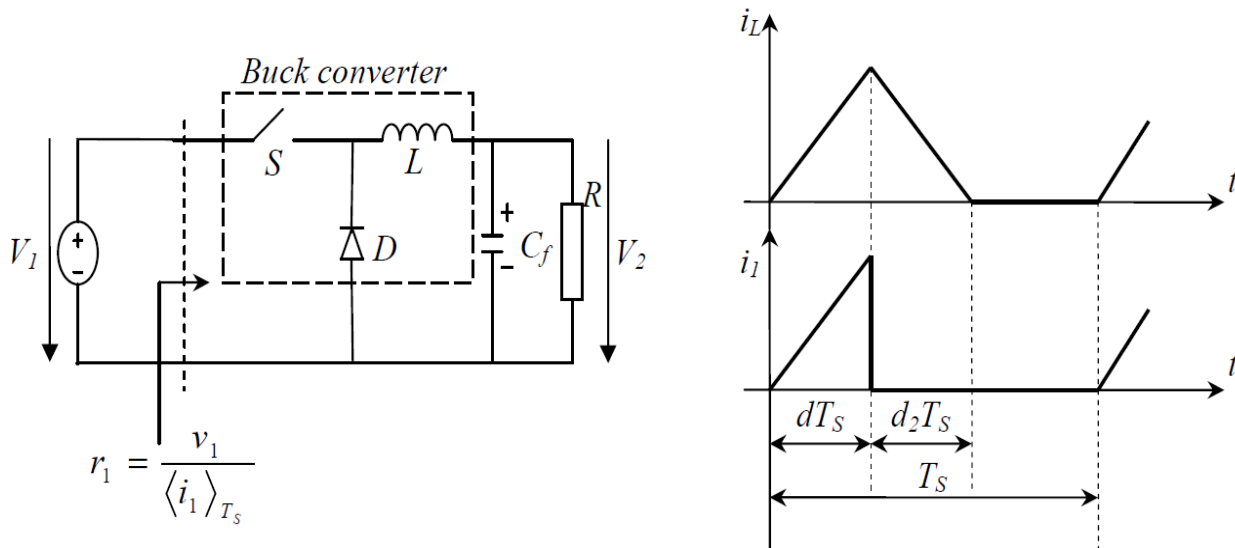 Buck converter
S
L
D
V1
+
-
+
-
Cf
R
V2
r1 = v1 / ⟨i1⟩TS
iL
t
i1
t
dTS
d2TS
TS